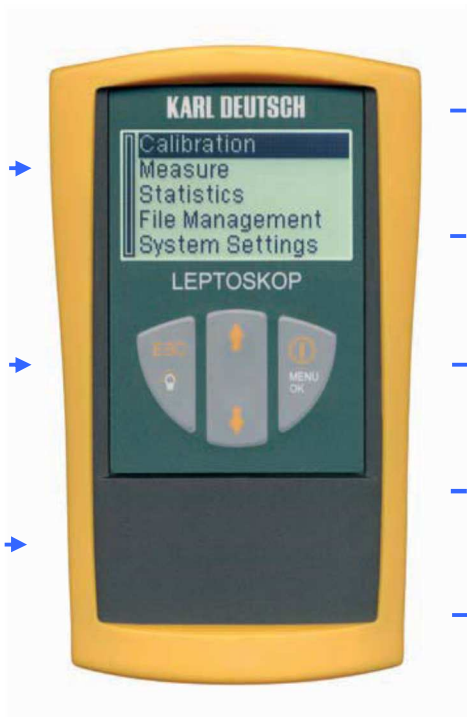 KARL DEUTSCH
Calibration
Measure
Statistics
File Management
System Settings
LEPTOSKOP
ESC
MENU
OK